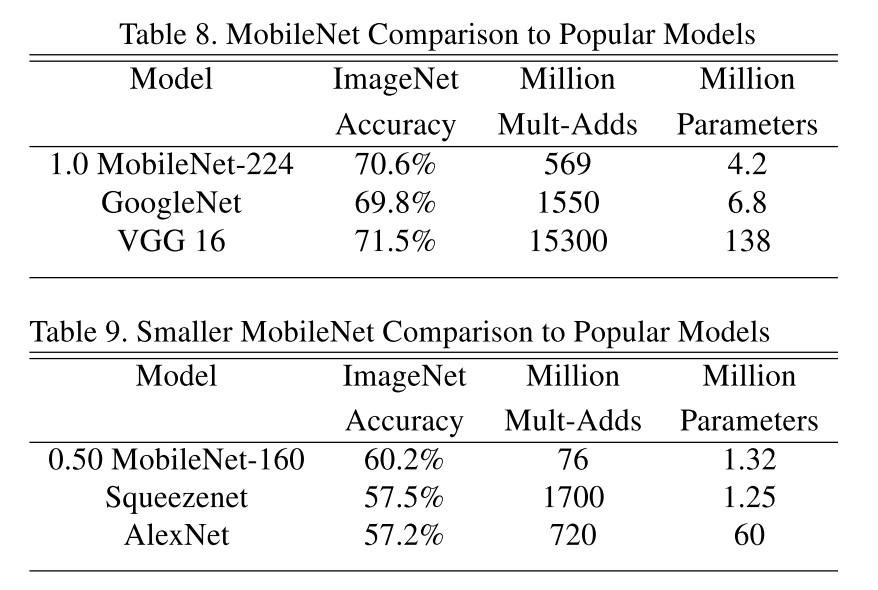 Table 8. MobileNet Comparison to Popular Models
Model ImageNet Million Million
Accuracy Mult-Adds Parameters
1.0 MobileNet-224 70.6% 569 4.2
GoogleNet 69.8% 1550 6.8
VGG 16 71.5% 15300 138
Table 9. Smaller MobileNet Comparison to Popular Models
Model ImageNet Million Million
Accuracy Mult-Adds Parameters
0.50 MobileNet-160 60.2% 76 1.32
Squeezenet 57.5% 1700 1.25
AlexNet 57.2% 720 60